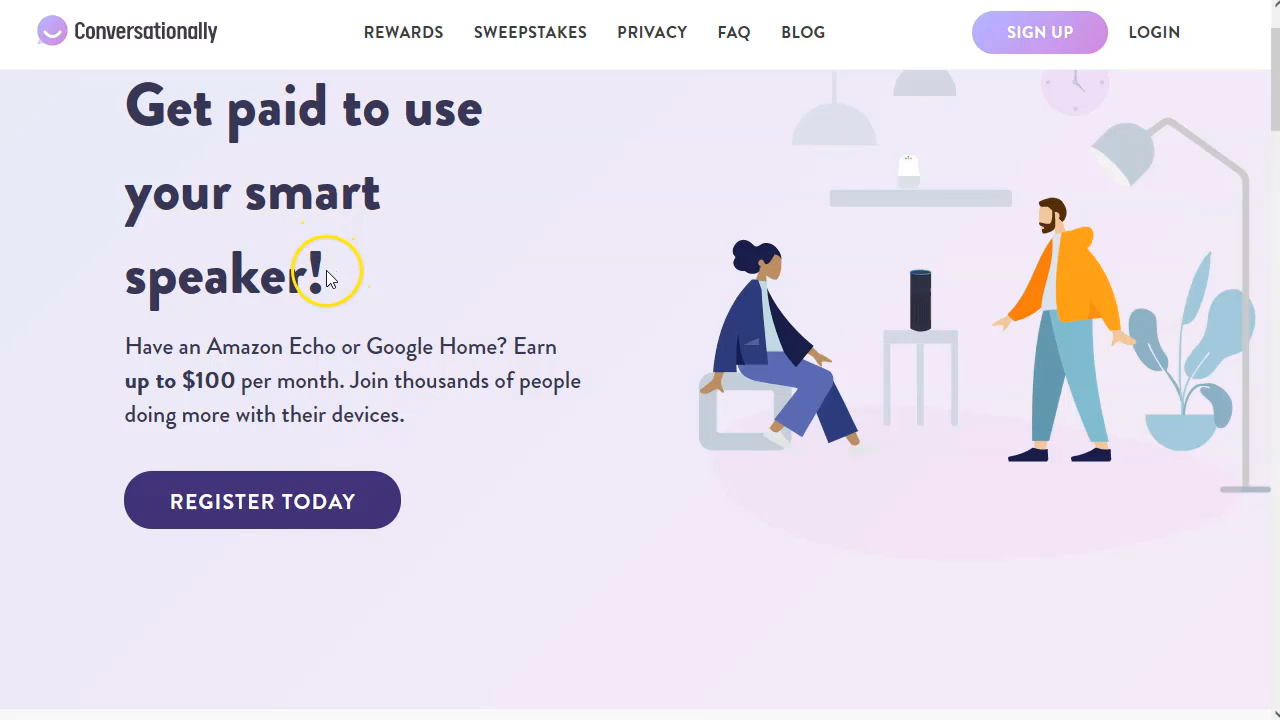 Conversationally
REWARDS SWEEPSTAKES PRIVACY FAQ BLOG
SIGN UP
LOGIN
Get paid to use
your smart
speaker!
Have an Amazon Echo or Google Home? Earn
up to $100 per month. Join thousands of people
doing more with their devices.
REGISTER TODAY